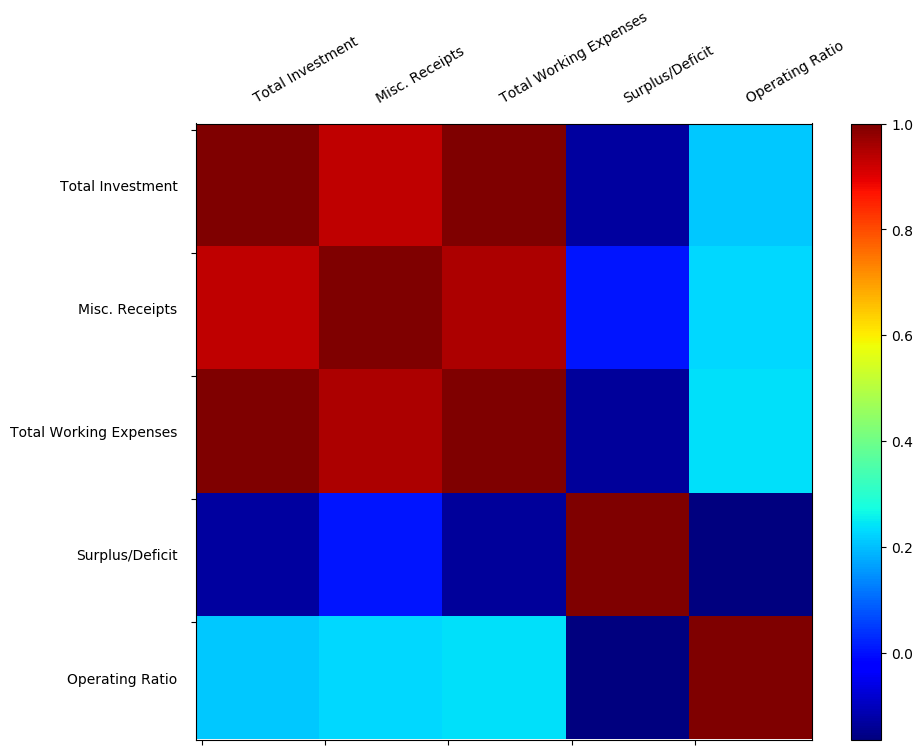 Total Investment
Misc. Receipts
Total Working Expenses
Surplus/Deficit
Operating Ratio
Total Investment
Misc. Receipts
Total Working Expenses
Surplus/Deficit
Operating Ratio
1.0
0.8
0.6
0.4
0.2
0.0